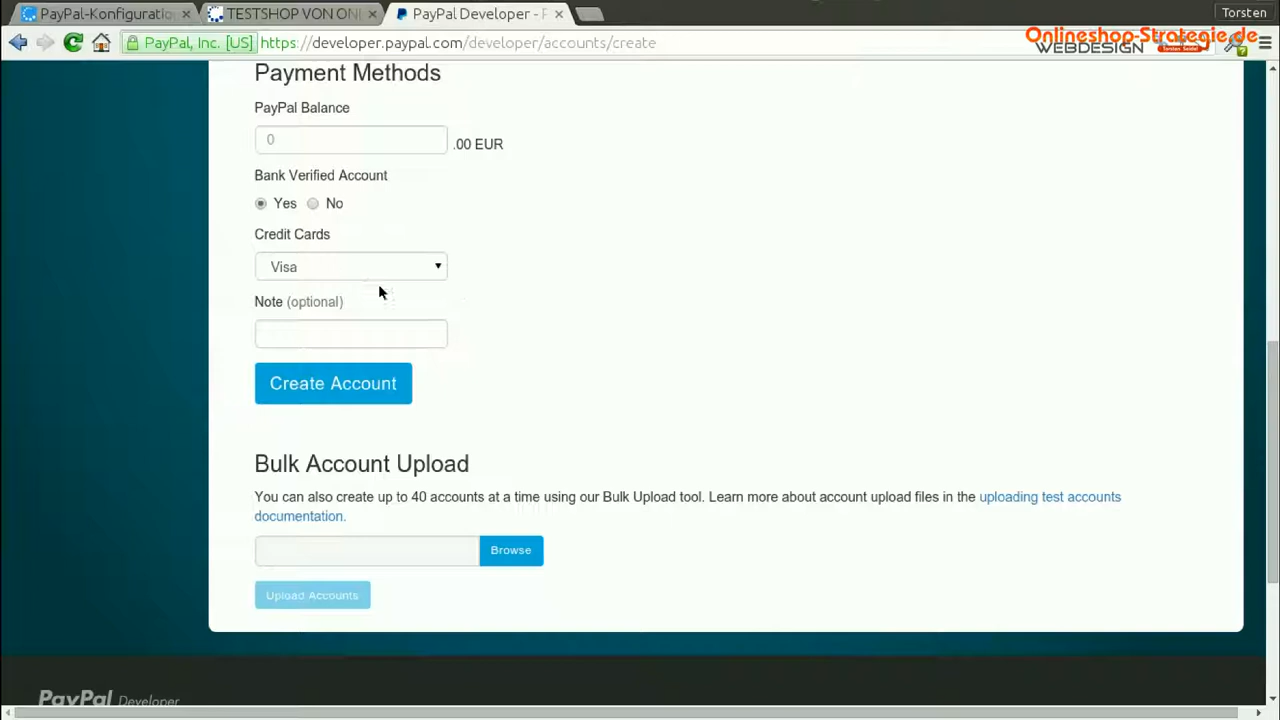 PayPal-Konfiguratio
TESTSHOP VON ONL
PayPal Developer - F
Torsten
PayPal, Inc. [US]
https://developer.paypal.com/developer/accounts/create
Onlineshop-Strategie.de
WEBDESIGN
Payment Methods
PayPal Balance
0
.00 EUR
Bank Verified Account
Yes
No
Credit Cards
Visa
Note (optional)
Create Account
Bulk Account Upload
You can also create up to 40 accounts at a time using our Bulk Upload tool. Learn more about account upload files in the uploading test accounts
documentation.
Browse
Upload Accounts
PayPal Developer